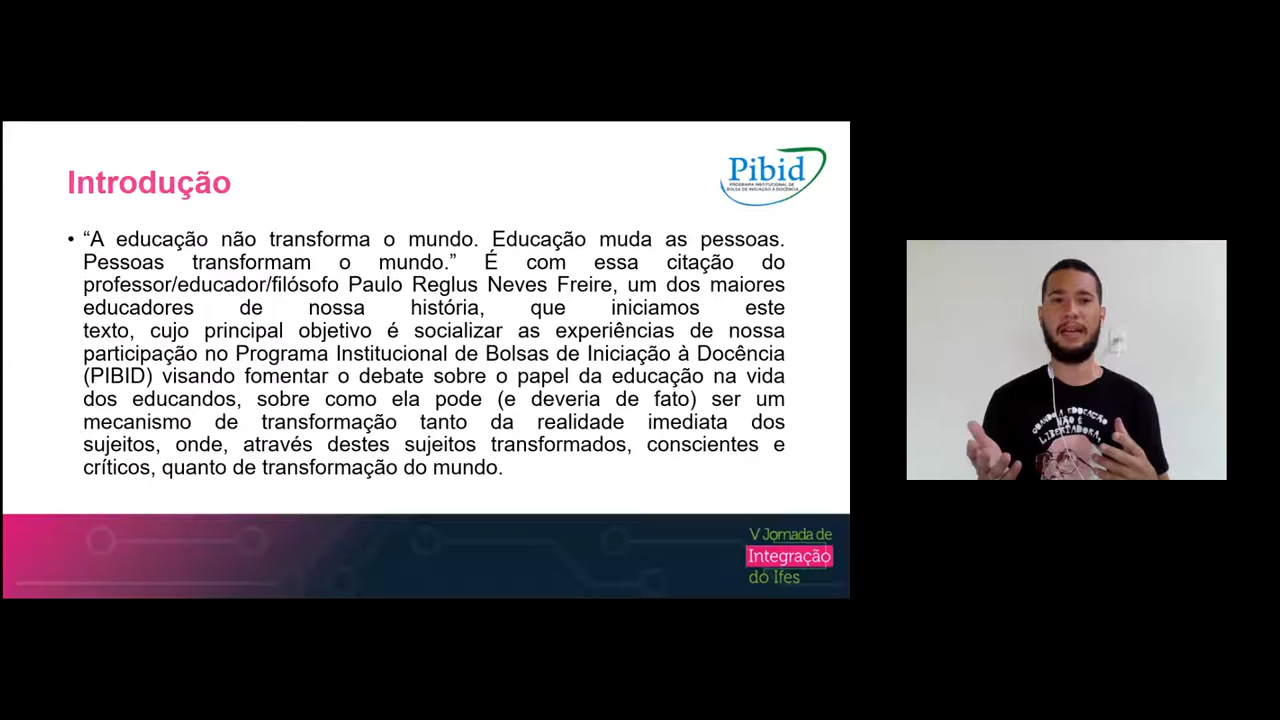 Introdução
Pibid
PROGRAMA INSTITUCIONAL DE
BOLSA DE INICIAÇÃO À DOCÊNCIA
• “A educação não transforma o mundo. Educação muda as pessoas.
Pessoas transformam o mundo.” É com essa citação do
professor/educador/filósofo Paulo Reglus Neves Freire, um dos maiores
educadores de nossa história, que iniciamos este
texto, cujo principal objetivo é socializar as experiências de nossa
participação no Programa Institucional de Bolsas de Iniciação à Docência
(PIBID) visando fomentar o debate sobre o papel da educação na vida
dos educandos, sobre como ela pode (e deveria de fato) ser um
mecanismo de transformação tanto da realidade imediata dos
sujeitos, onde, através destes sujeitos transformados, conscientes e
críticos, quanto de transformação do mundo.
V Jornada de
Integração
do Ifes
QUANDO A EDUCAÇÃO
NÃO É
LIBERTADORA,